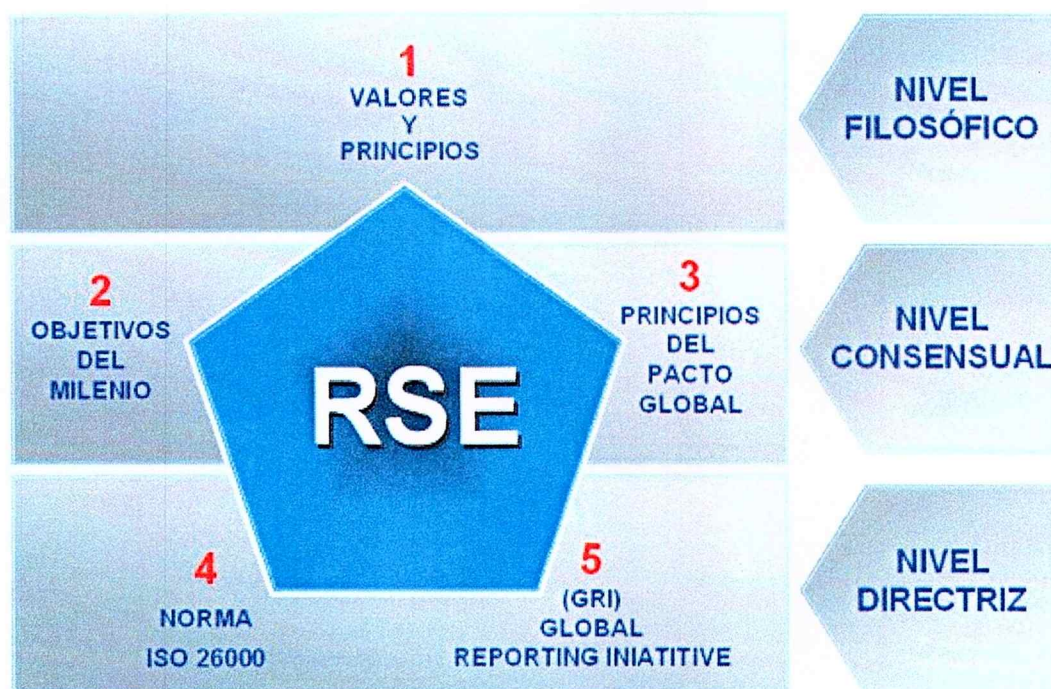 1
VALORES
Y
PRINCIPIOS
NIVEL
FILOSÓFICO
2
OBJETIVOS
DEL
MILENIO
3
PRINCIPIOS
DEL
PACTO
GLOBAL
NIVEL
CONSENSUAL
RSE
4
NORMA
ISO 26000
5
(GRI)
GLOBAL
REPORTING INIATITIVE
NIVEL
DIRECTRIZ